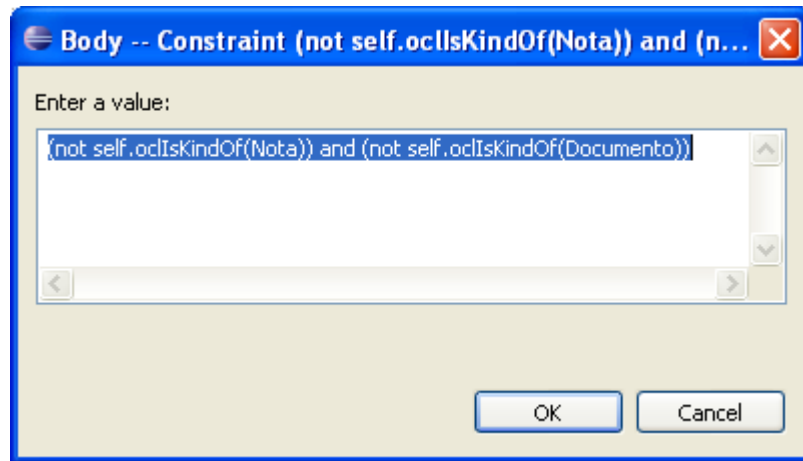 Body -- Constraint (not self.oclIsKindOf(Nota)) and (n...
Enter a value:
(not self.oclIsKindOf(Nota)) and (not self.oclIsKindOf(Documento))
OK
Cancel